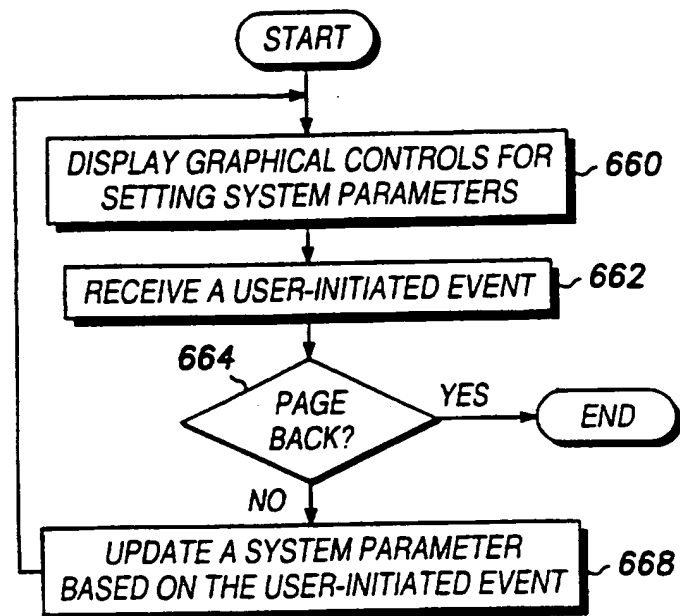 START
DISPLAY GRAPHICAL CONTROLS FOR
SETTING SYSTEM PARAMETERS
660
RECEIVE A USER-INITIATED EVENT
662
664
PAGE
BACK?
YES
END
NO
UPDATE A SYSTEM PARAMETER
BASED ON THE USER-INITIATED EVENT
668